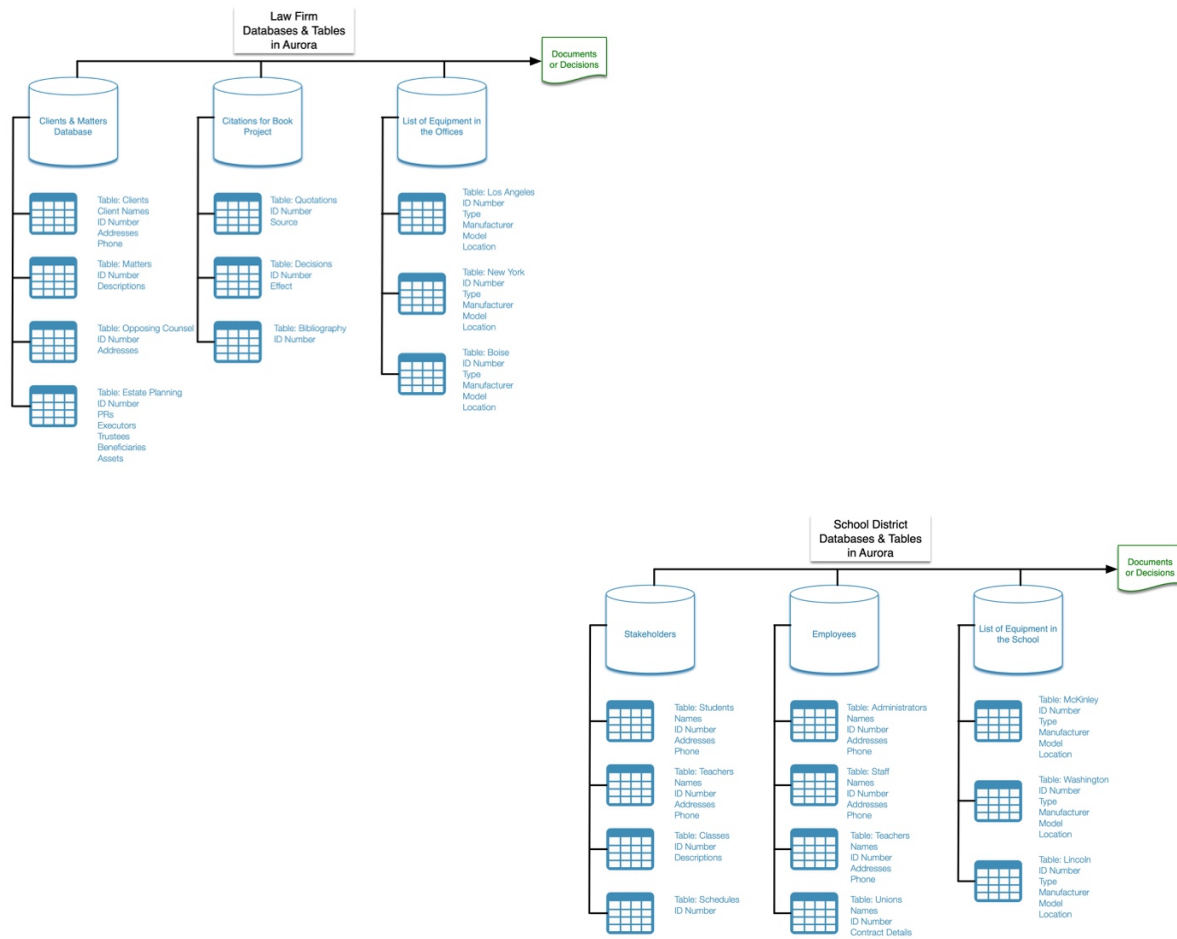 Law Firm
Databases & Tables
in Aurora
Documents
or Decisions
Clients & Matters
Database
Citations for Book
Project
List of Equipment in
the Offices
Table: Clients
Client Names
ID Number
Addresses
Phone
Table: Matters
ID Number
Descriptions
Table: Opposing Counsel
ID Number
Addresses
Table: Estate Planning
ID Number
PRs
Executors
Trustees
Beneficiaries
Assets
Table: Quotations
ID Number
Source
Table: Decisions
ID Number
Effect
Table: Bibliography
ID Number
Table: Los Angeles
ID Number
Type
Manufacturer
Model
Location
Table: New York
ID Number
Type
Manufacturer
Model
Location
Table: Boise
ID Number
Type
Manufacturer
Model
Location
School District
Databases & Tables
in Aurora
Documents
or Decisions
Stakeholders
Employees
List of Equipment in
the School
Table: Students
Names
ID Number
Addresses
Phone
Table: Teachers
Names
ID Number
Addresses
Phone
Table: Classes
ID Number
Descriptions
Table: Schedules
ID Number
Table: Administrators
Names
ID Number
Addresses
Phone
Table: Staff
Names
ID Number
Addresses
Phone
Table: Teachers
Names
ID Number
Addresses
Phone
Table: Unions
Names
ID Number
Contract Details
Table: McKinley
ID Number
Type
Manufacturer
Model
Location
Table: Washington
ID Number
Type
Manufacturer
Model
Location
Table: Lincoln
ID Number
Type
Manufacturer
Model
Location